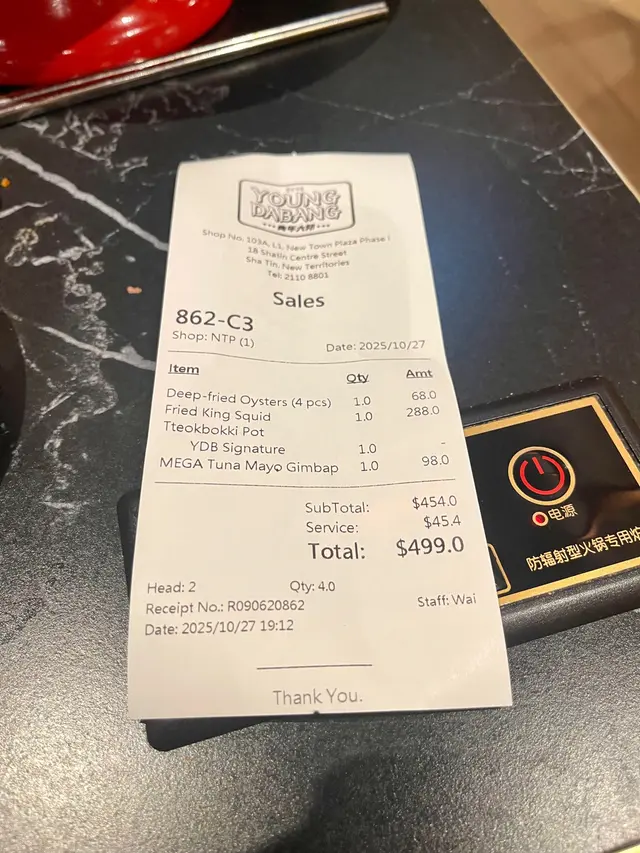 YOUNG
DABANG
Shop No. 103A, L1, New Town Plaza Phase I
18 Shatin Centre Street
Sha Tin, New Territories
Tel: 2110 8801
Sales
862-C3
Shop: NTP (1)
Date: 2025/10/27
Item Qty Amt
Deep-fried Oysters (4 pcs) 1.0 68.0
Fried King Squid 1.0 288.0
Tteokbokki Pot
YDB Signature 1.0 -
MEGA Tuna Mayo Gimbap 1.0 98.0
SubTotal: $454.0
Service: $45.4
Total: $499.0
Head: 2 Qty: 4.0
Receipt No.: R090620862 Staff: Wai
Date: 2025/10/27 19:12
Thank You.
电源
防辐射型火锅专用